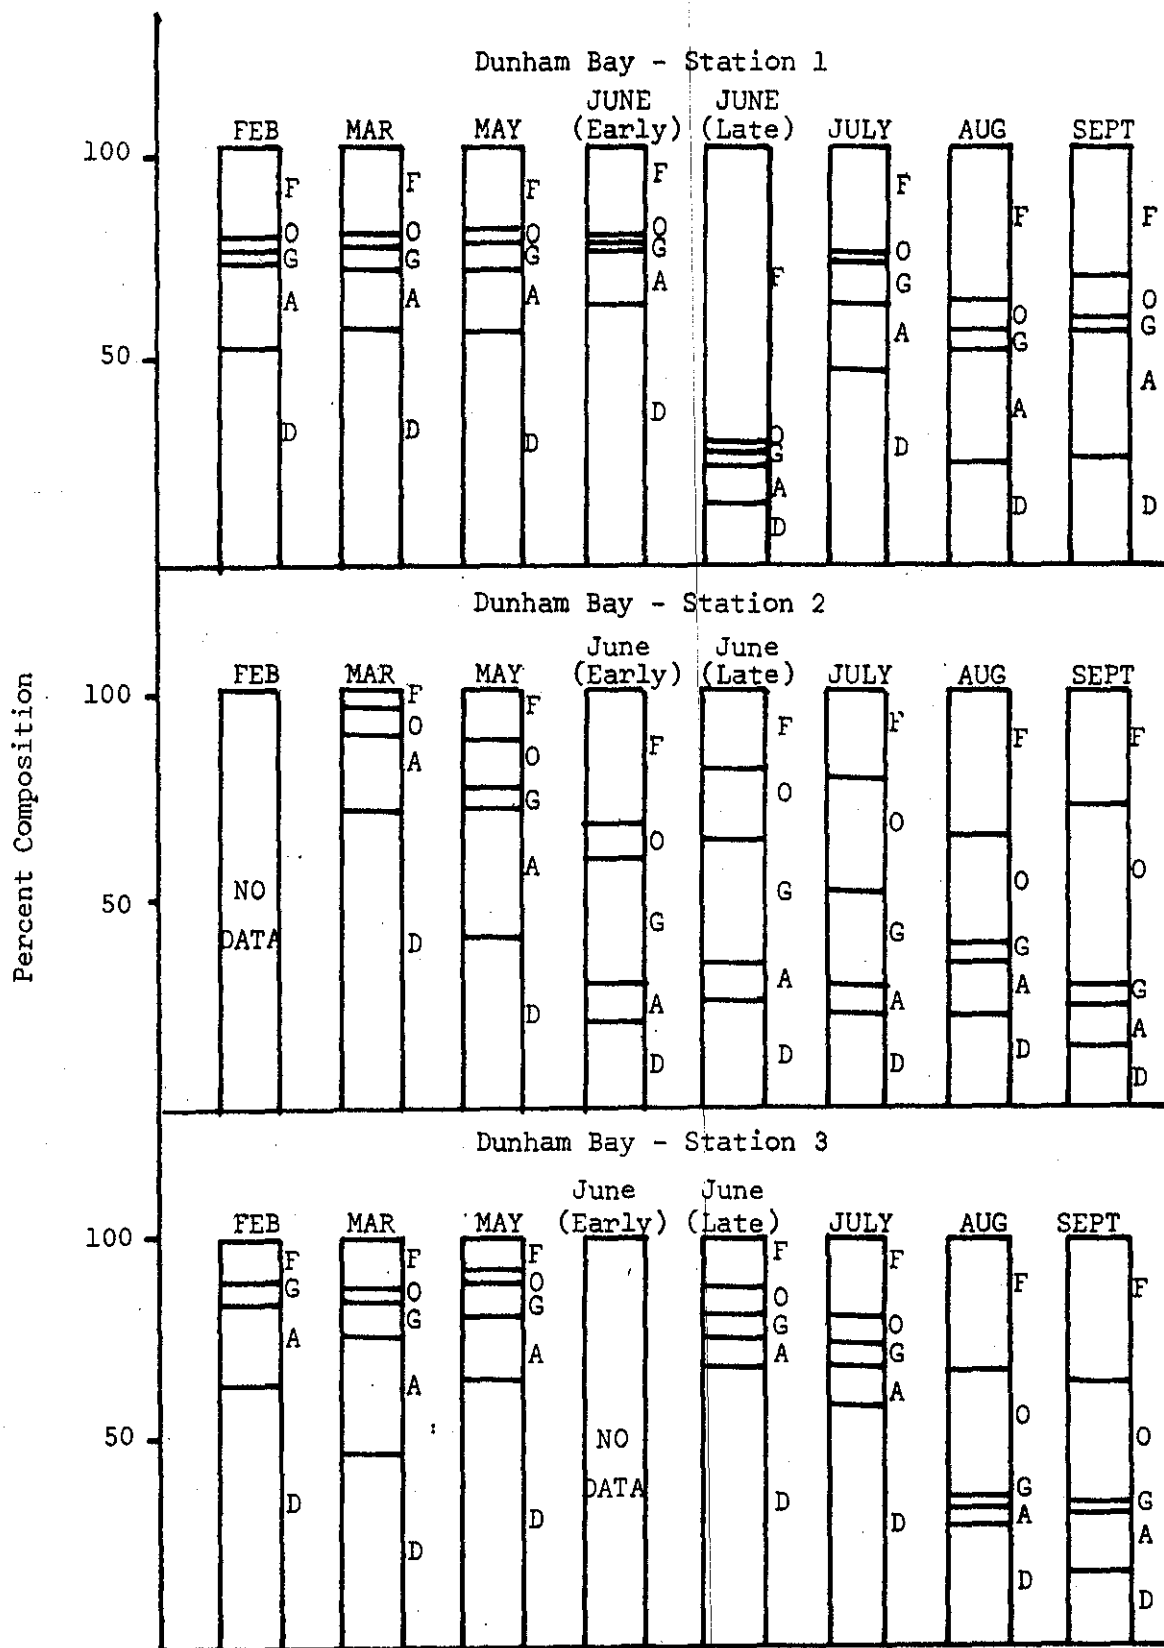 Dunham Bay - Station 1
JUNE JUNE
FEB MAR MAY (Early) (Late) JULY AUG SEPT
100
F F F F F F F F
O O O O O O O O
G G G G G G G G
A A A A A A A A
50
D D D D D D D D
Dunham Bay - Station 2
June June
FEB MAR MAY (Early) (Late) JULY AUG SEPT
100
F F F F F F F
O O O O O O O
G G G G G G
A A A A A A A
NO
50
DATA
D D D D D D D
Percent Composition
Dunham Bay - Station 3
June June
FEB MAR MAY (Early) (Late) JULY AUG SEPT
100
F F F F F F F
O O O O O O
G G G G G G G
A A A A A A A
50
NO
DATA
D D D D D D D